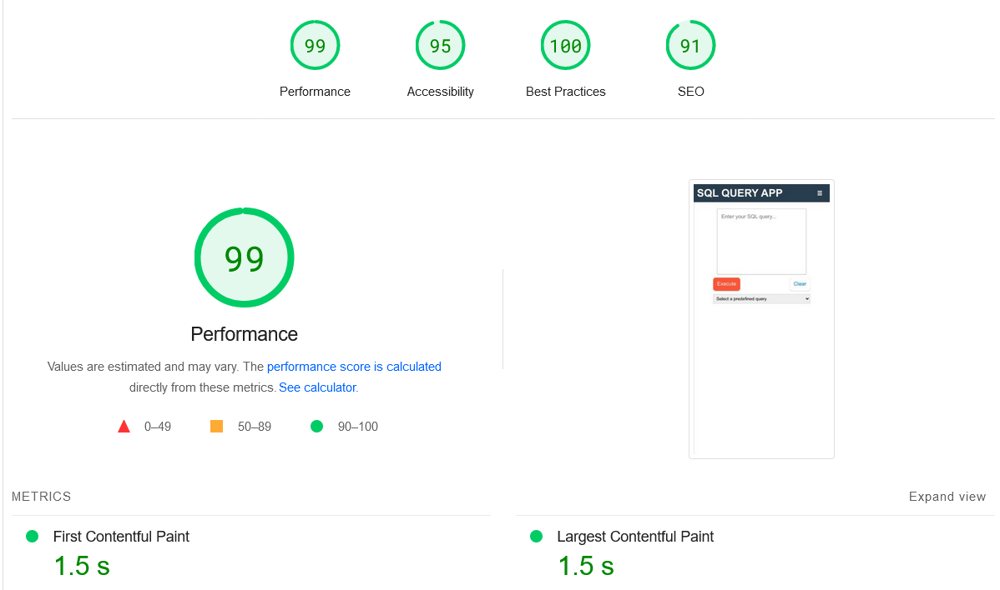 99
95
100
91
Performance
Accessibility
Best Practices
SEO
99
Performance
Values are estimated and may vary. The performance score is calculated
directly from these metrics. See calculator.
0–49
50–89
90–100
SQL QUERY APP
Enter your SQL query...
Execute
Clear
Select a predefined query
METRICS
Expand view
First Contentful Paint
1.5 s
Largest Contentful Paint
1.5 s